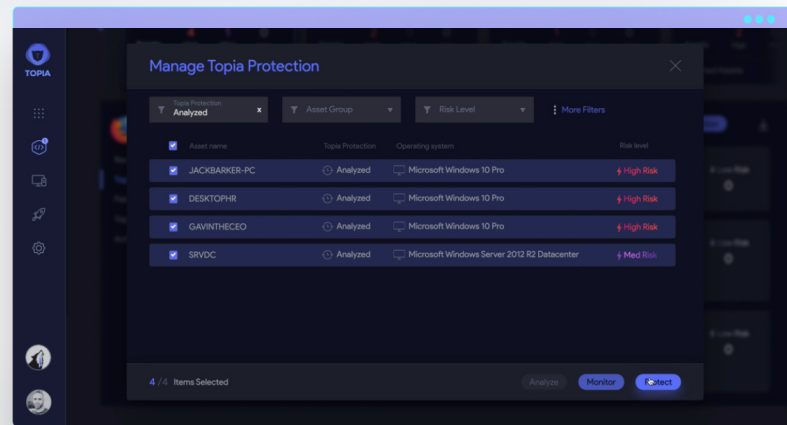 TOPIA
Manage Topia Protection
Topia Protection
Analyzed x
Asset Group
Risk Level
More Filters
Asset name Topia Protection Operating system Risk level
JACKBARKER-PC Analyzed Microsoft Windows 10 Pro High Risk
DESKTOPHR Analyzed Microsoft Windows 10 Pro High Risk
GAVINTHECEO Analyzed Microsoft Windows 10 Pro High Risk
SRVDC Analyzed Microsoft Windows Server 2012 R2 Datacenter Med Risk
4 /4 Items Selected
Analyze
Monitor
Protect